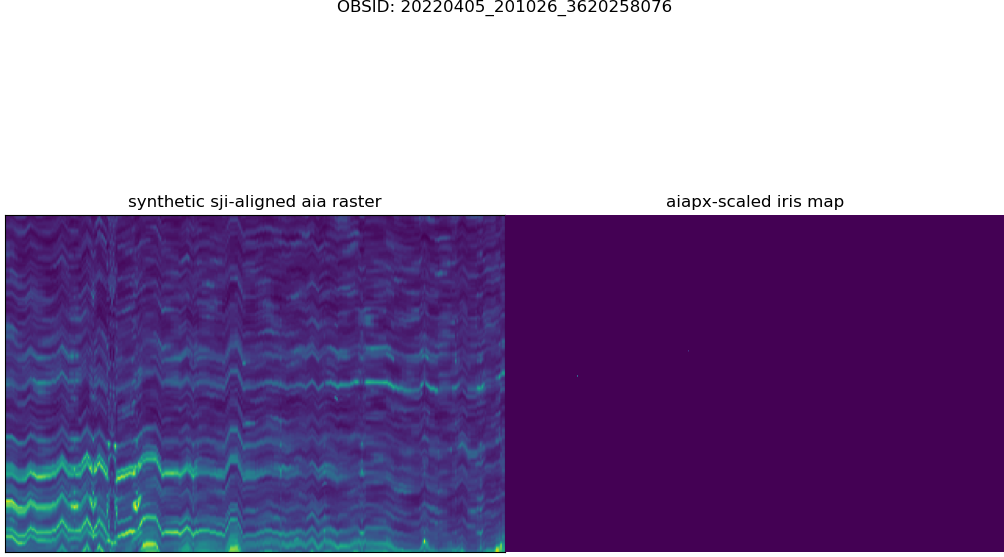 OBSID: 20220405_201026_3620258076
synthetic sji-aligned aia raster
aiapx-scaled iris map